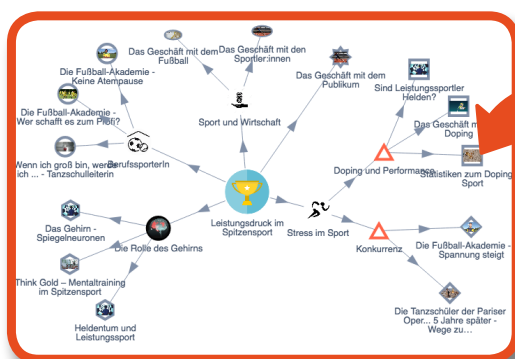 Das Geschäft mit dem
Fußball
Das Geschäft mit den
Sportler:innen
Die Fußball-Akademie -
Keine Atempause
Das Geschäft mit dem
Publikum
Sind Leistungssportler
Helden?
Die Fußball-Akademie -
Wer schafft es zum Profi?
Sport und Wirtschaft
Das Geschäft m
Doping
Wenn ich groß bin, werde
ich ... - Tanzschulleiterin
BerufssporterIn
Doping und Performance
Statistiken zum Doping
Sport
Das Gehirn -
Spiegelneuronen
Die Rolle des Gehirns
Leistungsdruck im
Spitzensport
Stress im Sport
Konkurrenz
Die Fußball-Akademie -
Spannung steigt
Think Gold – Mentaltraining
im Spitzensport
Heldentum und
Leistungssport
Die Tanzschüler der Pariser
Oper... 5 Jahre später -
Wege zu…